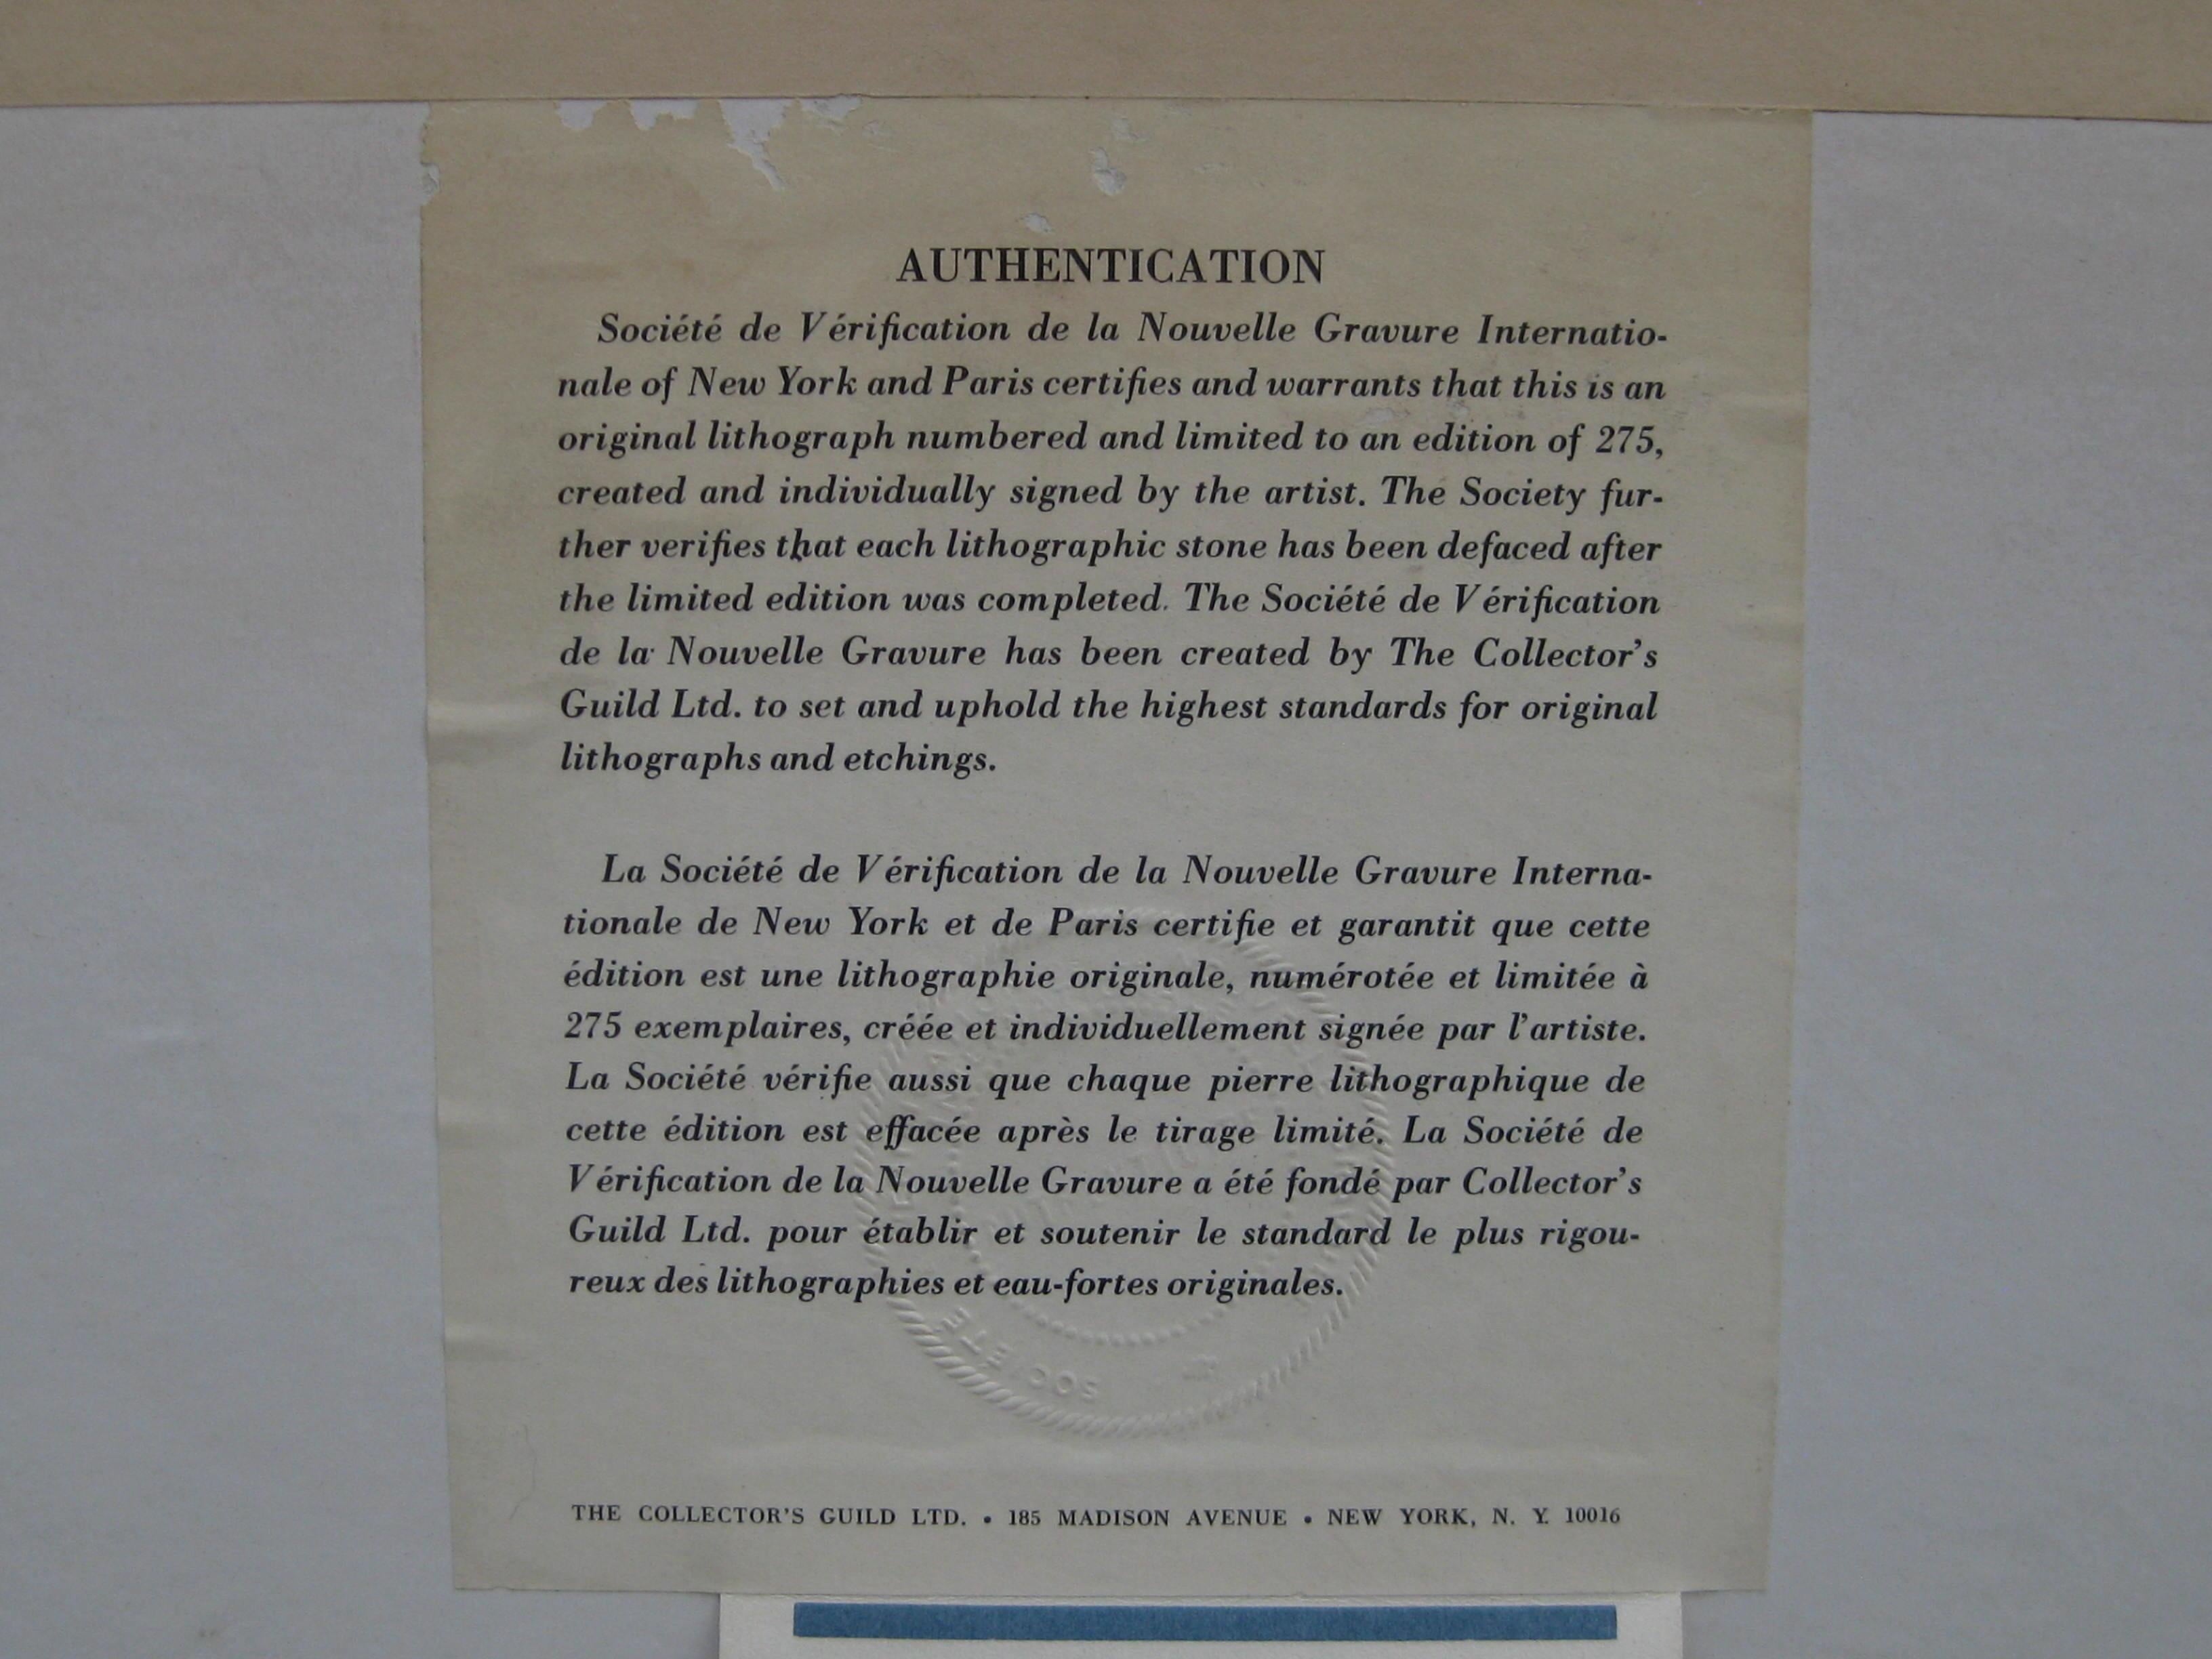 AUTHENTICATION
Société de Vérification de la Nouvelle Gravure Internatio-
nale of New York and Paris certifies and warrants that this is an
original lithograph numbered and limited to an edition of 275,
created and individually signed by the artist. The Society fur-
ther verifies that each lithographic stone has been defaced after
the limited edition was completed. The Société de Vérification
de la Nouvelle Gravure has been created by The Collector's
Guild Ltd. to set and uphold the highest standards for original
lithographs and etchings.
La Société de Vérification de la Nouvelle Gravure Interna-
tionale de New York et de Paris certifie et garantit que cette
édition est une lithographie originale, numérotée et limitée à
275 exemplaires, créée et individuellement signée par l'artiste.
La Société vérifie aussi que chaque pierre lithographique de
cette édition est effacée après le tirage limité. La Société de
Vérification de la Nouvelle Gravure a été fondé par Collector's
Guild Ltd. pour établir et soutenir le standard le plus rigou-
reux des lithographies et eau-fortes originales.
THE COLLECTOR'S GUILD LTD. • 185 MADISON AVENUE • NEW YORK, N. Y. 10016